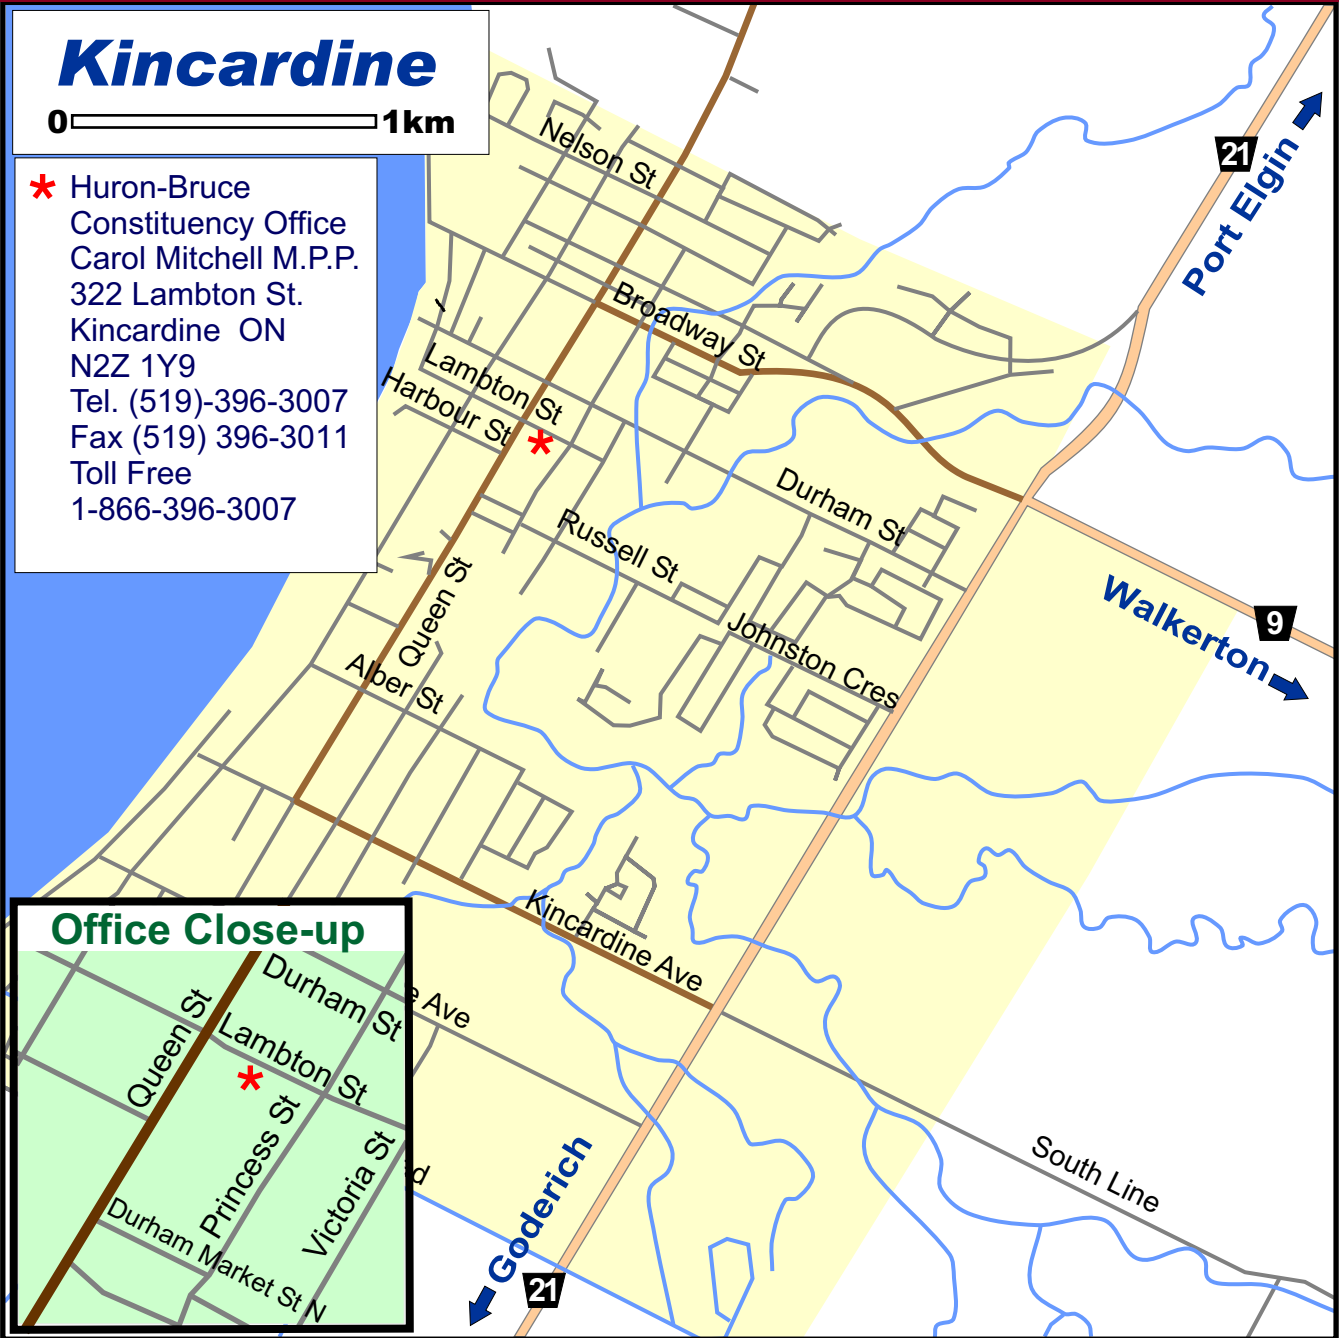 Kincardine
0 1km
* Huron-Bruce
Constituency Office
Carol Mitchell M.P.P.
322 Lambton St.
Kincardine ON
N2Z 1Y9
Tel. (519)-396-3007
Fax (519) 396-3011
Toll Free
1-866-396-3007
Nelson St
21
Port Elgin
Broadway St
Lambton St
Harbour St
*
Durham St
Russell St
Queen St
Walkerton
9
Johnston Cres
Alber St
Kincardine Ave
e Ave
South Line
Goderich
21
Office Close-up
Durham St
Queen St
Lambton St
*
Princess St
Victoria St
Durham Market St N